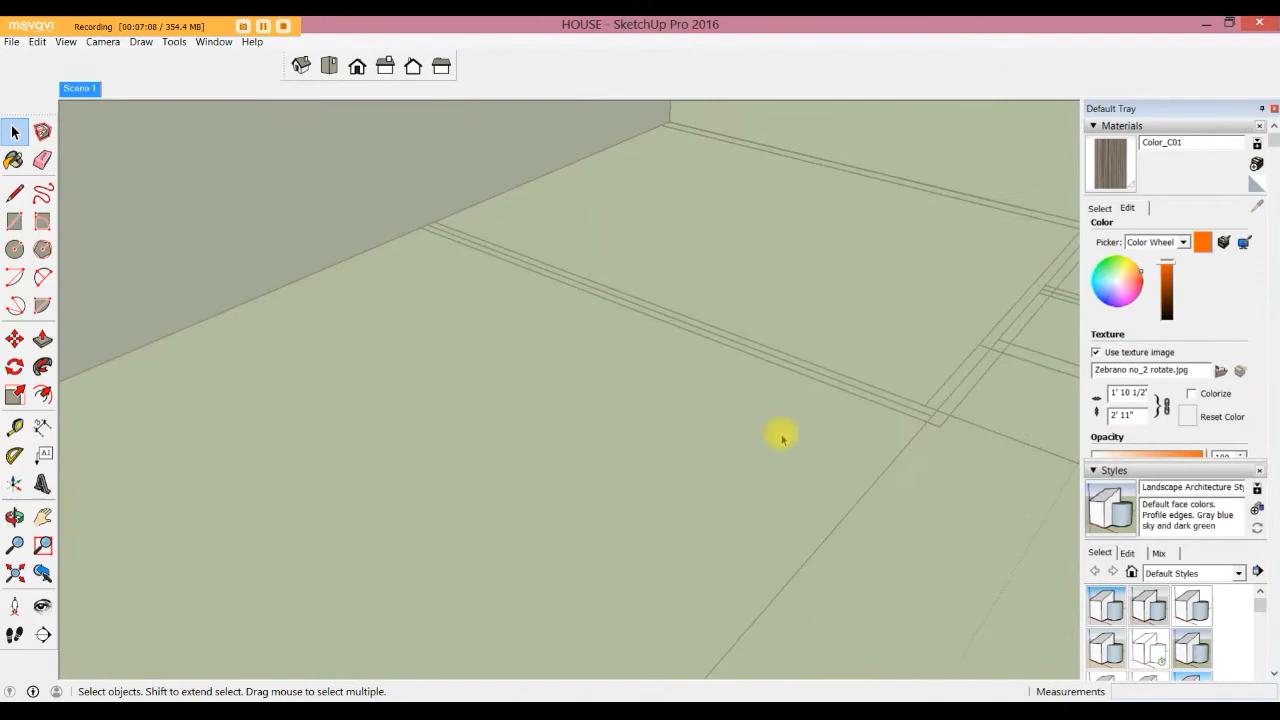 movavi
Recording [00:07:08 / 354.4 MB]
HOUSE - SketchUp Pro 2016
File Edit View Camera Draw Tools Window Help
Scene 1
Default Tray
Materials
Color_C01
Select Edit
Color
Picker: Color Wheel
Texture
Use texture image
Zebrano no_2 rotate.jpg
1' 10 1/2"
Colorize
2' 11"
Reset Color
Opacity
A1
Styles
Landscape Architecture Sty
Default face colors.
Profile edges. Gray blue
sky and dark green
Select Edit Mix
Default Styles
Select objects. Shift to extend select. Drag mouse to select multiple.
Measurements